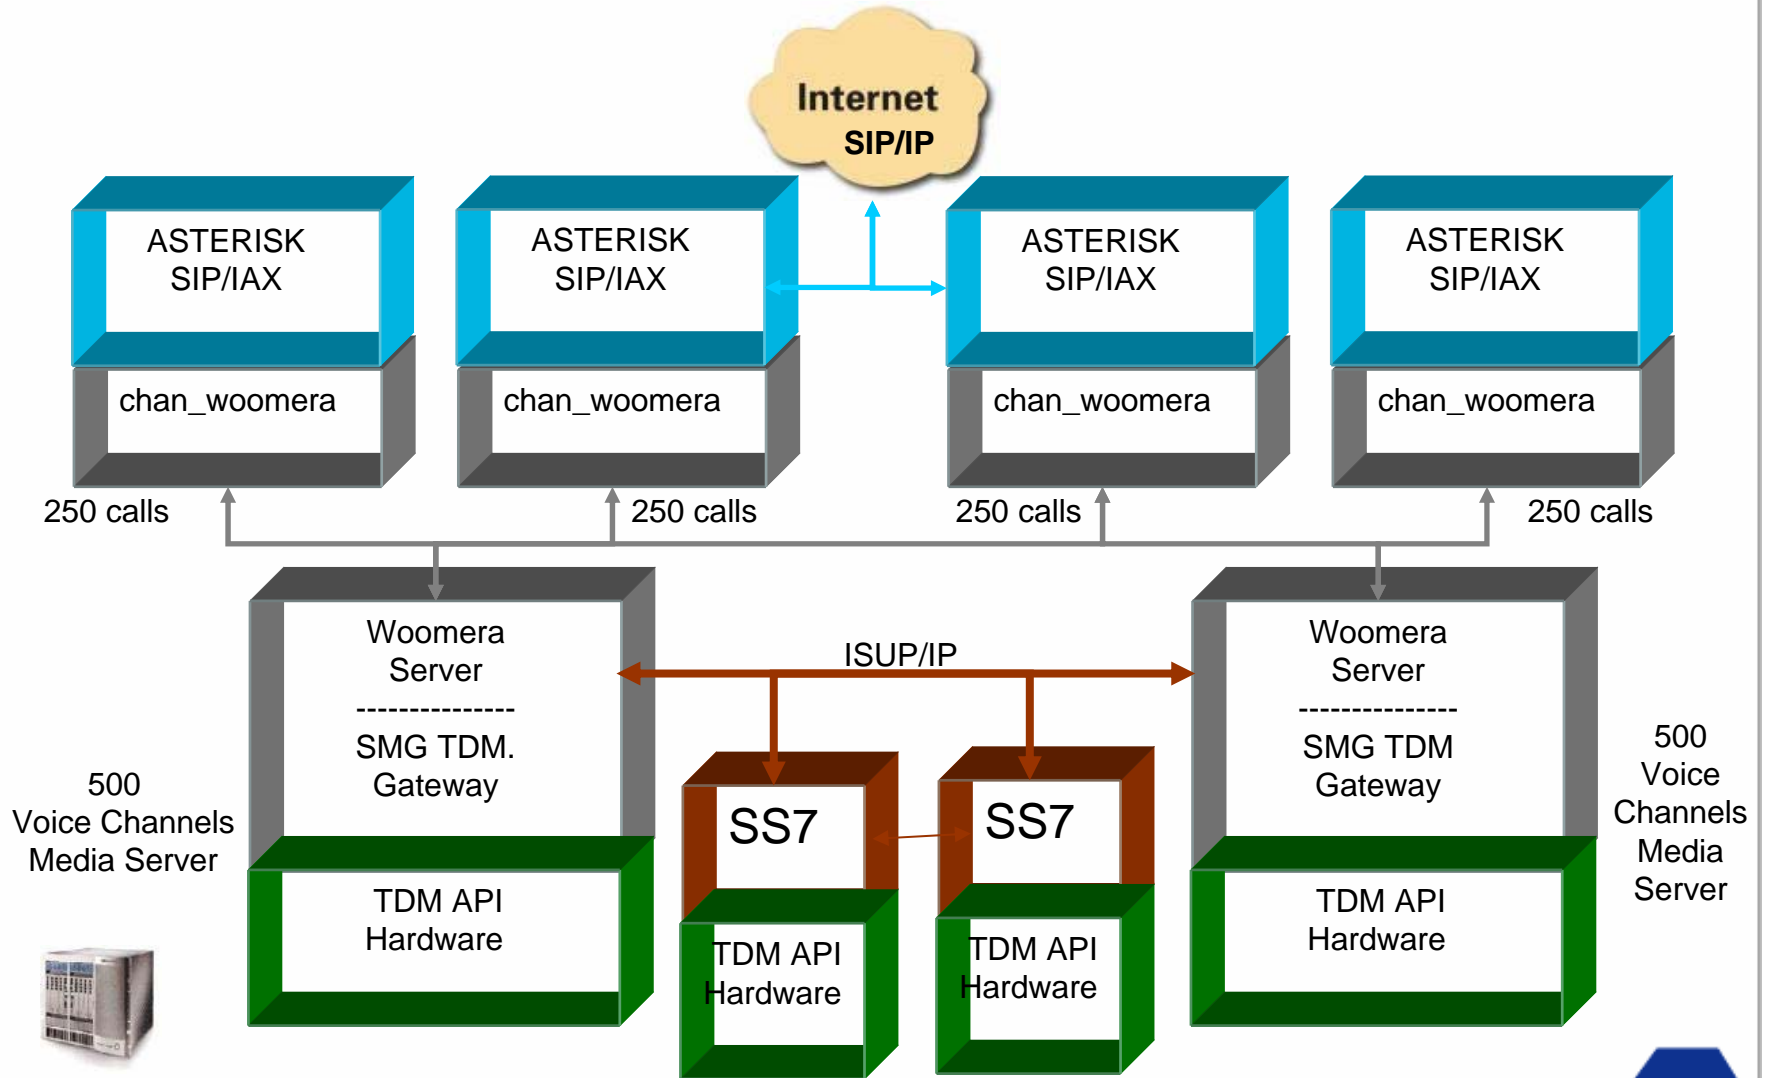 Internet
SIP/IP
ASTERISK
SIP/IAX
ASTERISK
SIP/IAX
ASTERISK
SIP/IAX
ASTERISK
SIP/IAX
chan_woomera
chan_woomera
chan_woomera
chan_woomera
250 calls
250 calls
250 calls
250 calls
Woomera
Server
---------------
SMG TDM.
Gateway
ISUP/IP
Woomera
Server
---------------
SMG TDM
Gateway
500
Voice Channels
Media Server
SS7
SS7
500
Voice
Channels
Media
Server
TDM API
Hardware
TDM API
Hardware
TDM API
Hardware
TDM API
Hardware